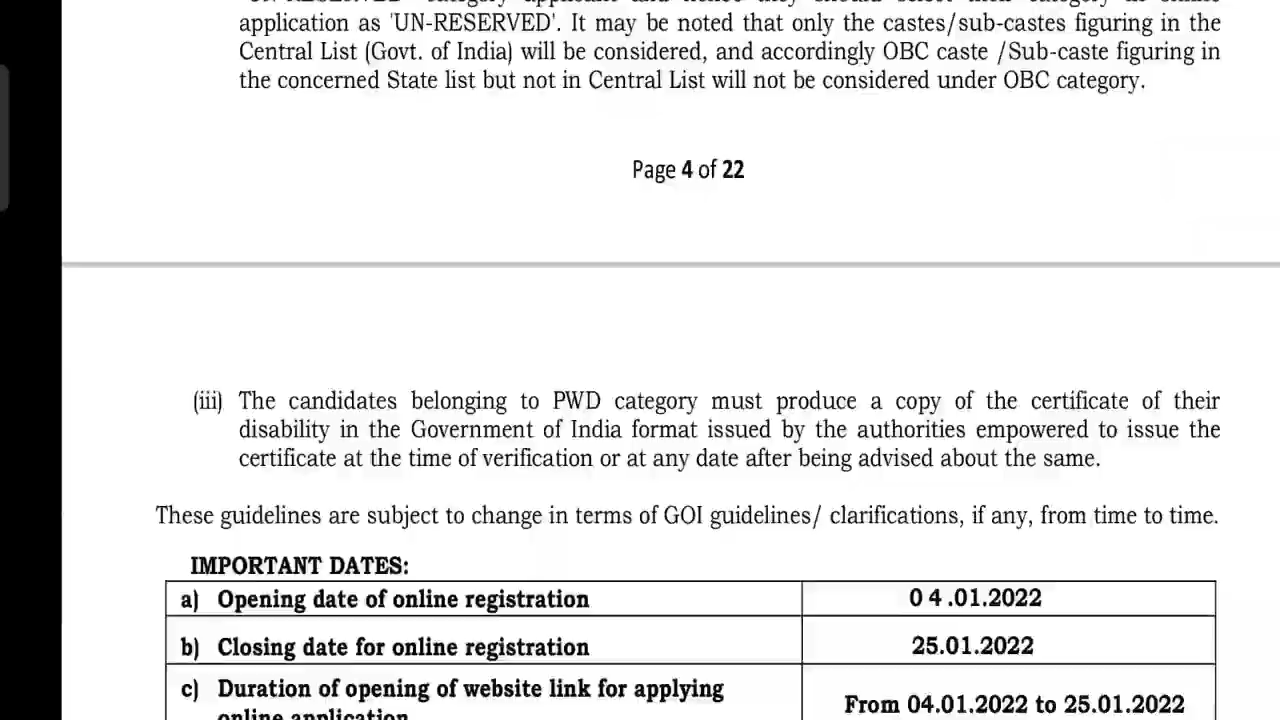 application as 'UN-RESERVED'. It may be noted that only the castes/sub-castes figuring in the
Central List (Govt. of India) will be considered, and accordingly OBC caste /Sub-caste figuring in
the concerned State list but not in Central List will not be considered under OBC category.
Page 4 of 22
(iii) The candidates belonging to PWD category must produce a copy of the certificate of their
disability in the Government of India format issued by the authorities empowered to issue the
certificate at the time of verification or at any date after being advised about the same.
These guidelines are subject to change in terms of GOI guidelines/ clarifications, if any, from time to time.
IMPORTANT DATES:
a) Opening date of online registration 0 4 .01.2022
b) Closing date for online registration 25.01.2022
c) Duration of opening of website link for applying
online application
From 04.01.2022 to 25.01.2022